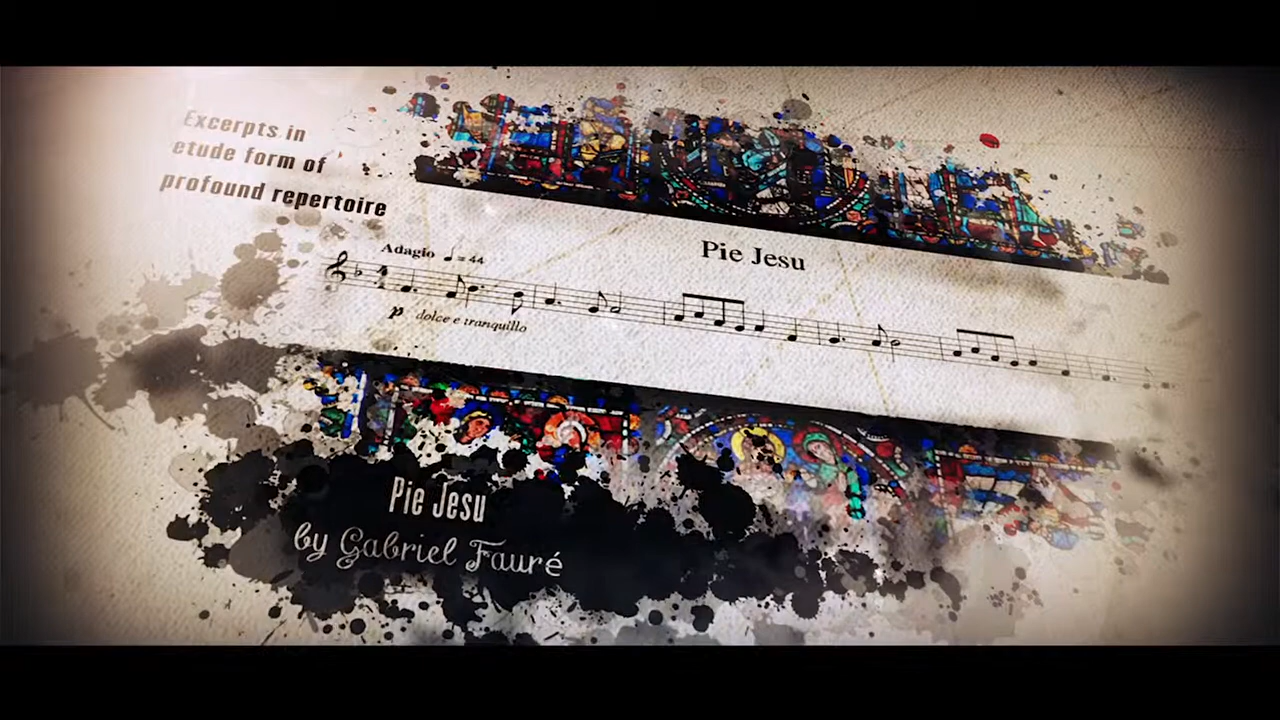 Excerpts in
etude form of
profound repertoire
Pie Jesu
Adagio ♩ = 44
p dolce e tranquillo
Pie Jesu
by Gabriel Fauré